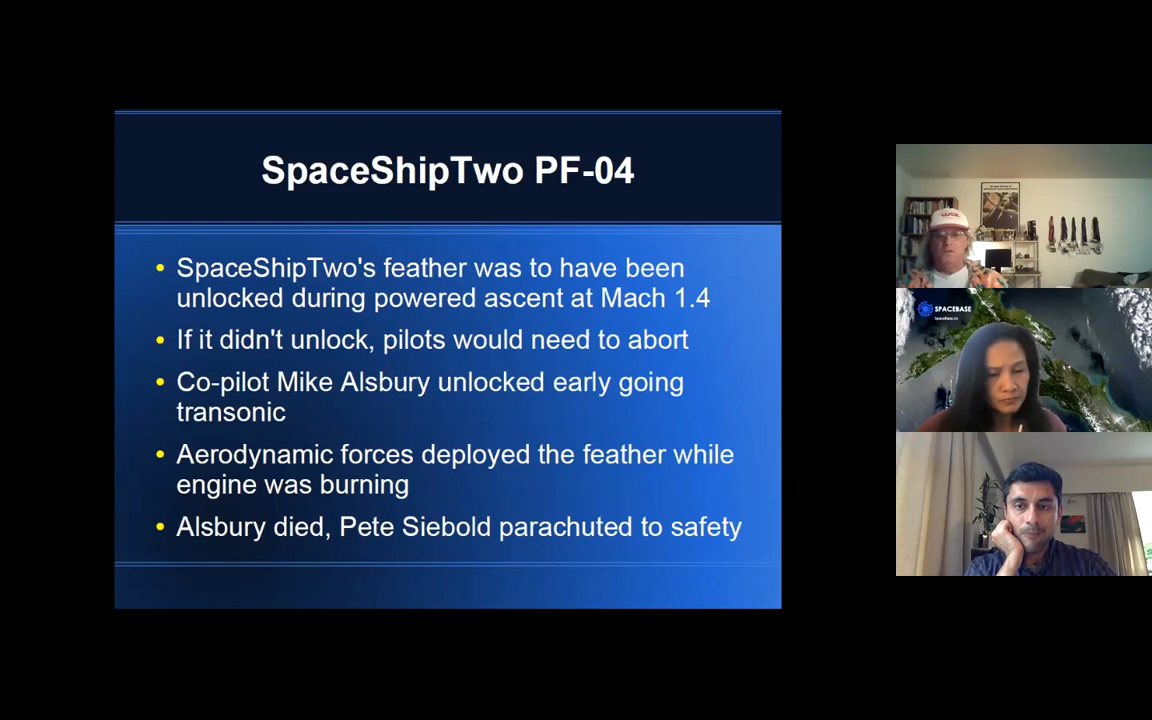 SpaceShipTwo PF-04
• SpaceShipTwo's feather was to have been
unlocked during powered ascent at Mach 1.4
• If it didn't unlock, pilots would need to abort
• Co-pilot Mike Alsbury unlocked early going
transonic
• Aerodynamic forces deployed the feather while
engine was burning
• Alsbury died, Pete Siebold parachuted to safety
SPACEBASE